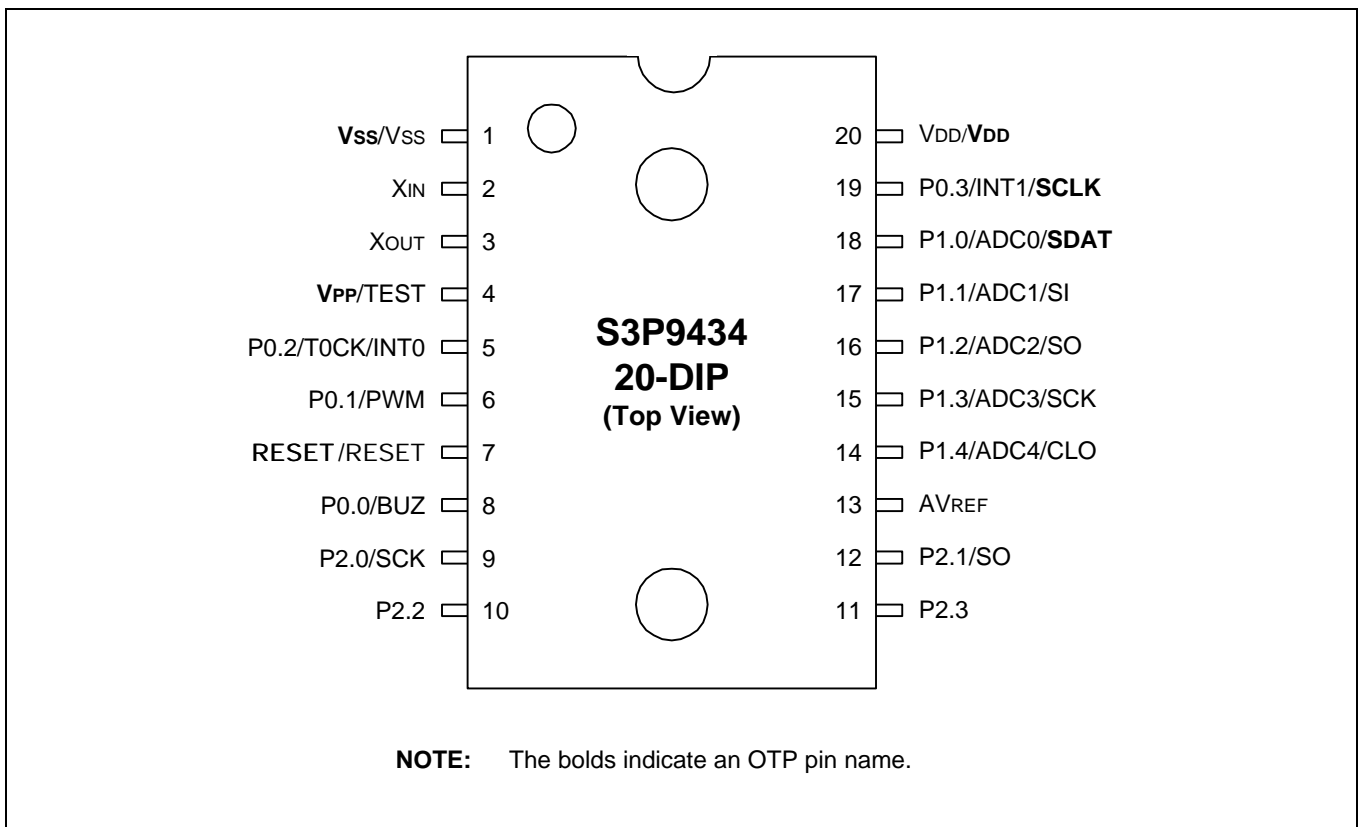 VSS/VSS 1
XIN 2
XOUT 3
VPP/TEST 4
P0.2/T0CK/INT0 5
P0.1/PWM 6
RESET/RESET 7
P0.0/BUZ 8
P2.0/SCK 9
P2.2 10
S3P9434
20-DIP
(Top View)
20 VDD/VDD
19 P0.3/INT1/SCLK
18 P1.0/ADC0/SDAT
17 P1.1/ADC1/SI
16 P1.2/ADC2/SO
15 P1.3/ADC3/SCK
14 P1.4/ADC4/CLO
13 AVREF
12 P2.1/SO
11 P2.3
NOTE: The bolds indicate an OTP pin name.